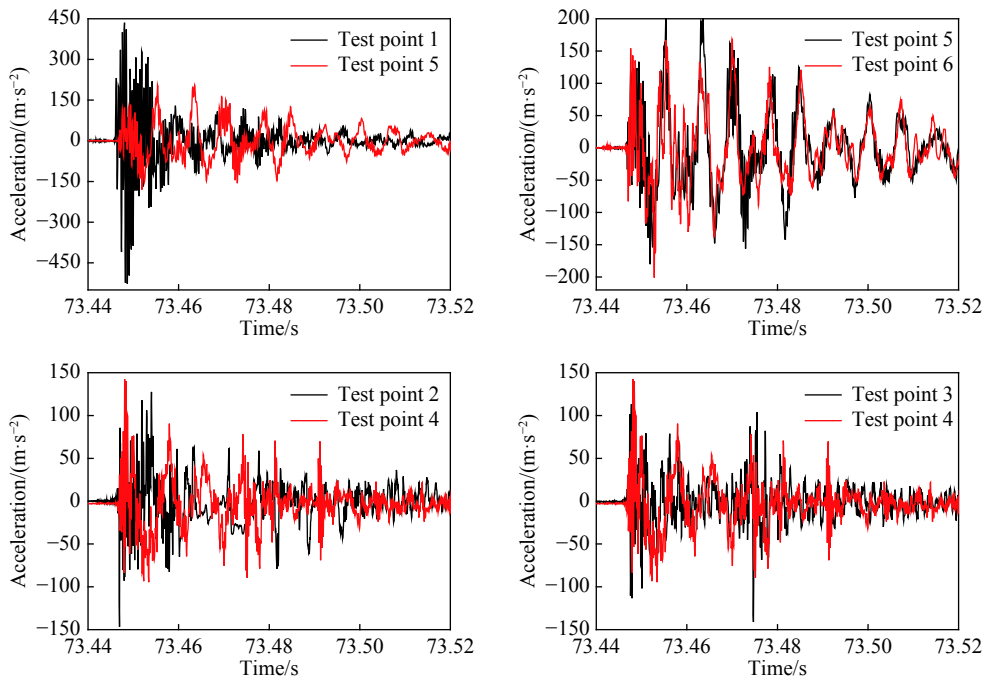 450
300
150
0
−150
−300
−450
Acceleration/(m·s⁻²)
Test point 1
Test point 5
73.44 73.46 73.48 73.50 73.52
Time/s
200
150
100
50
0
−50
−100
−150
−200
Acceleration/(m·s⁻²)
Test point 5
Test point 6
73.44 73.46 73.48 73.50 73.52
Time/s
150
100
50
0
−50
−100
−150
Acceleration/(m·s⁻²)
Test point 2
Test point 4
73.44 73.46 73.48 73.50 73.52
Time/s
150
100
50
0
−50
−100
−150
Acceleration/(m·s⁻²)
Test point 3
Test point 4
73.44 73.46 73.48 73.50 73.52
Time/s